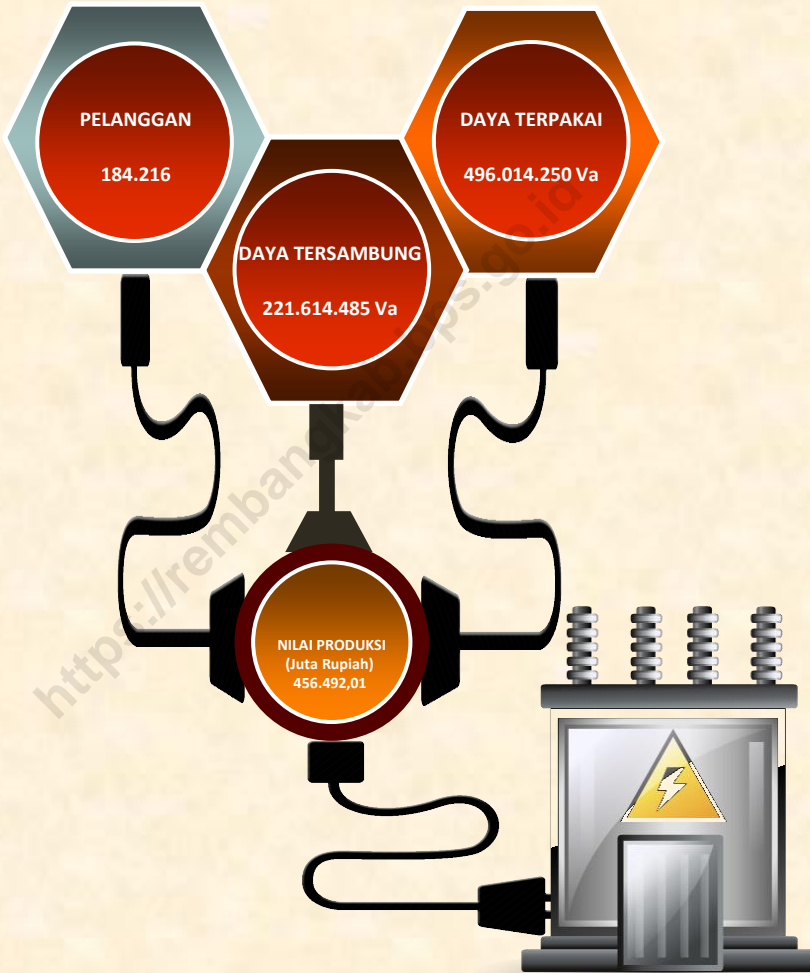 PELANGGAN
184.216
DAYA TERSAMBUNG
221.614.485 Va
DAYA TERPAKAI
496.014.250 Va
NILAI PRODUKSI
(Juta Rupiah)
456.492,01
https://rembangkab.bps.go.id